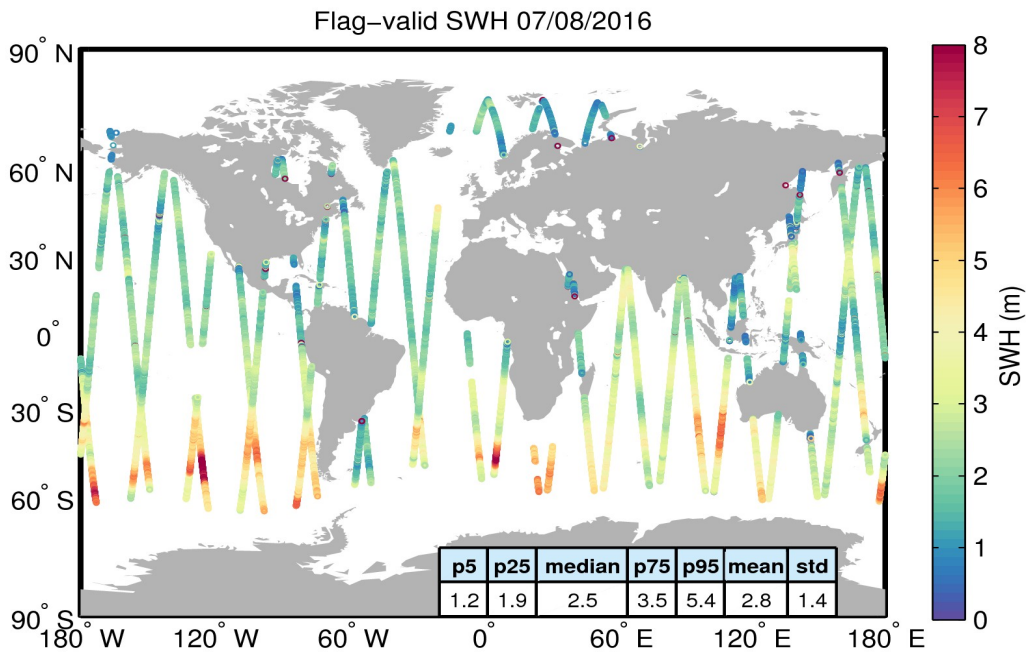 Flag−valid SWH 07/08/2016
90° N
60° N
30° N
0°
30° S
60° S
90° S
180° W
120° W
60° W
0°
60° E
120° E
180° E
p5 p25 median p75 p95 mean std
1.2 1.9 2.5 3.5 5.4 2.8 1.4
8
7
6
5
4
3
2
1
0
SWH (m)